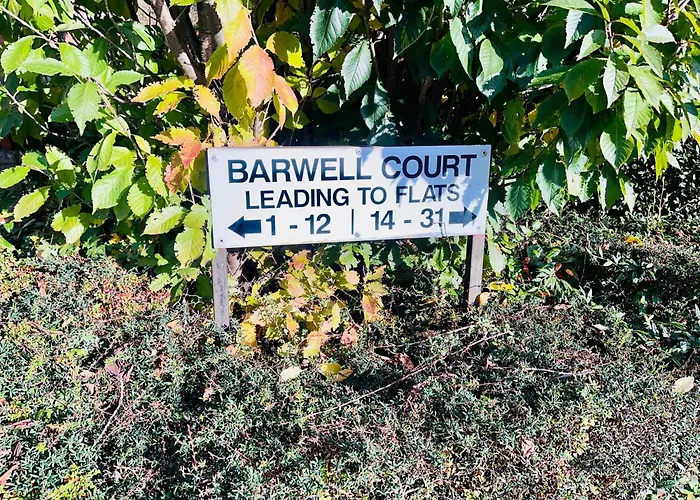 BARWELL COURT
LEADING TO FLATS
← 1 - 12 | 14 - 31 →